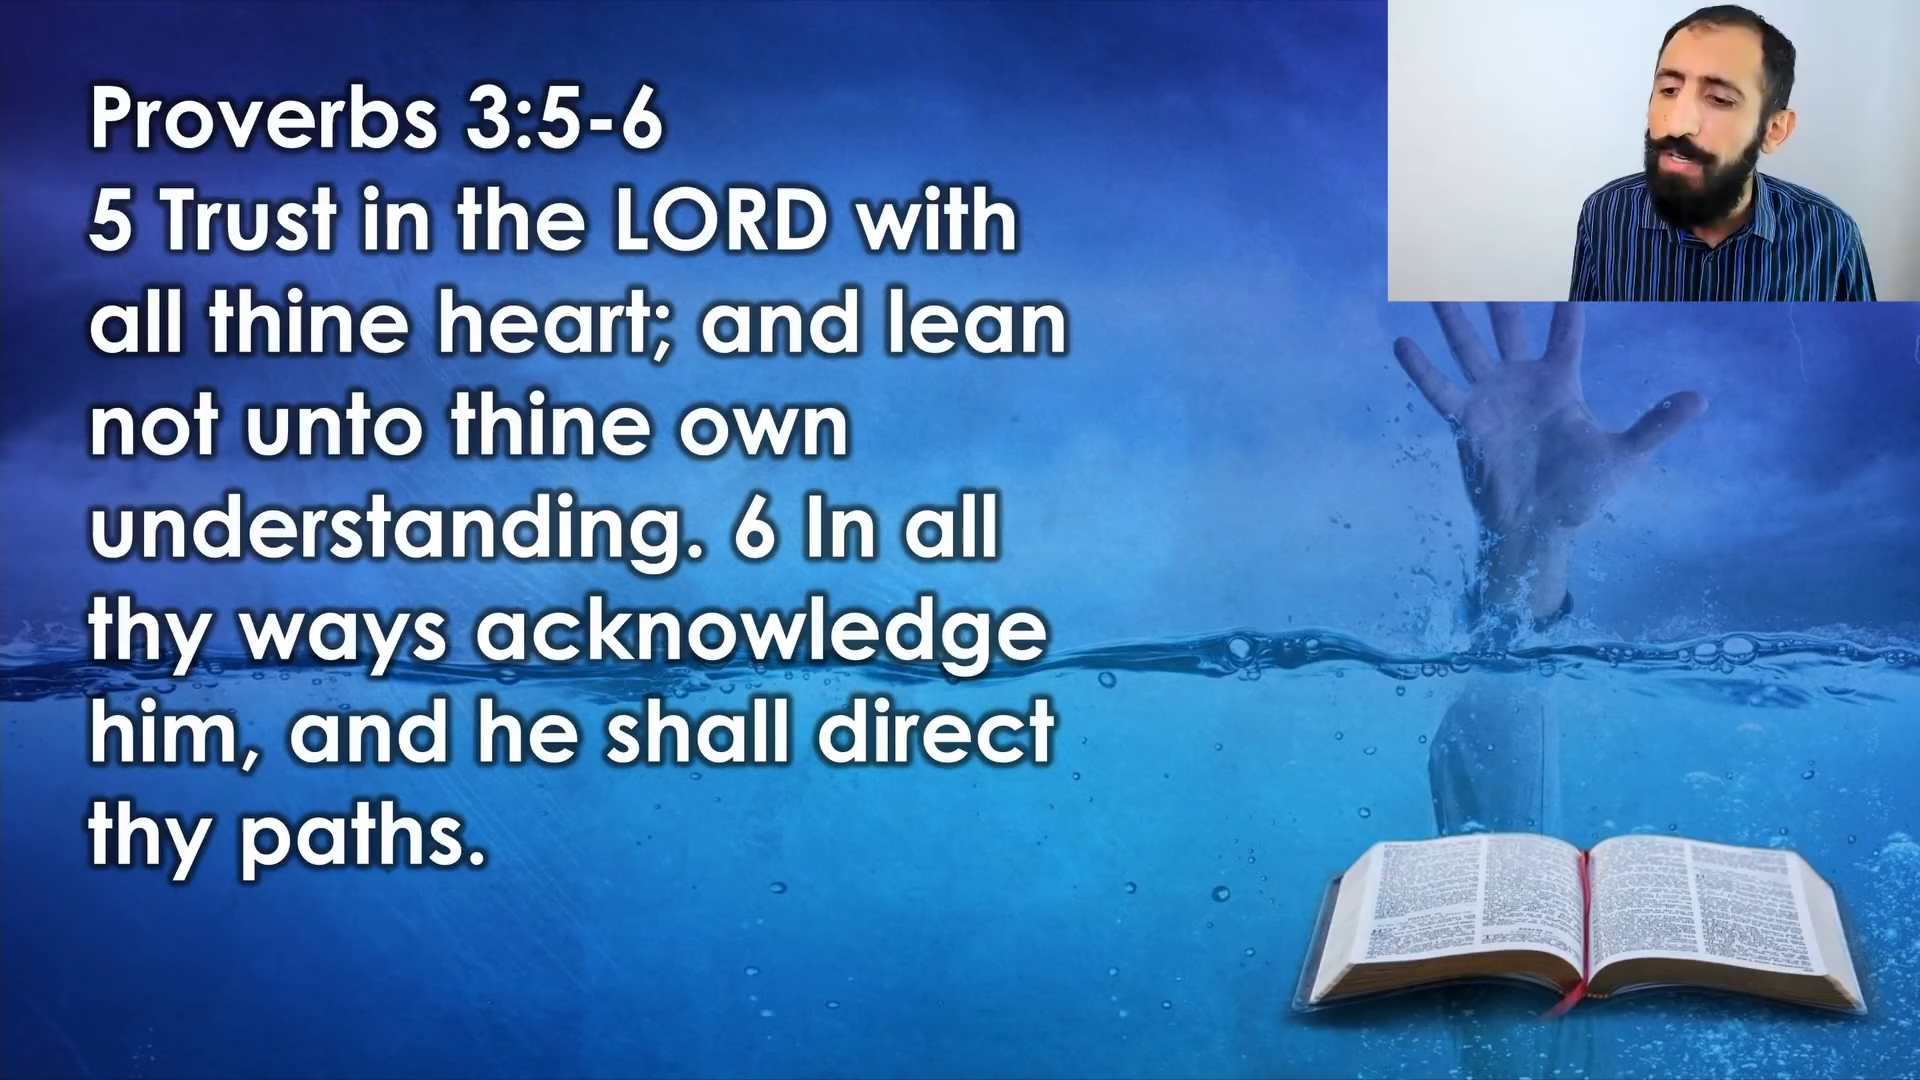 Proverbs 3:5-6
5 Trust in the LORD with
all thine heart; and lean
not unto thine own
understanding. 6 In all
thy ways acknowledge
him, and he shall direct
thy paths.